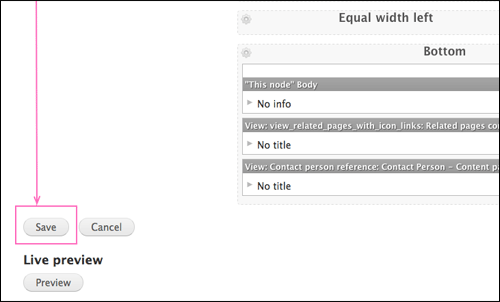 Equal width left
Bottom
"This node" Body
No info
View: view_related_pages_with_icon_links: Related pages co
No title
View: Contact person reference: Contact Person - Content p
No title
Save
Cancel
Live preview
Preview